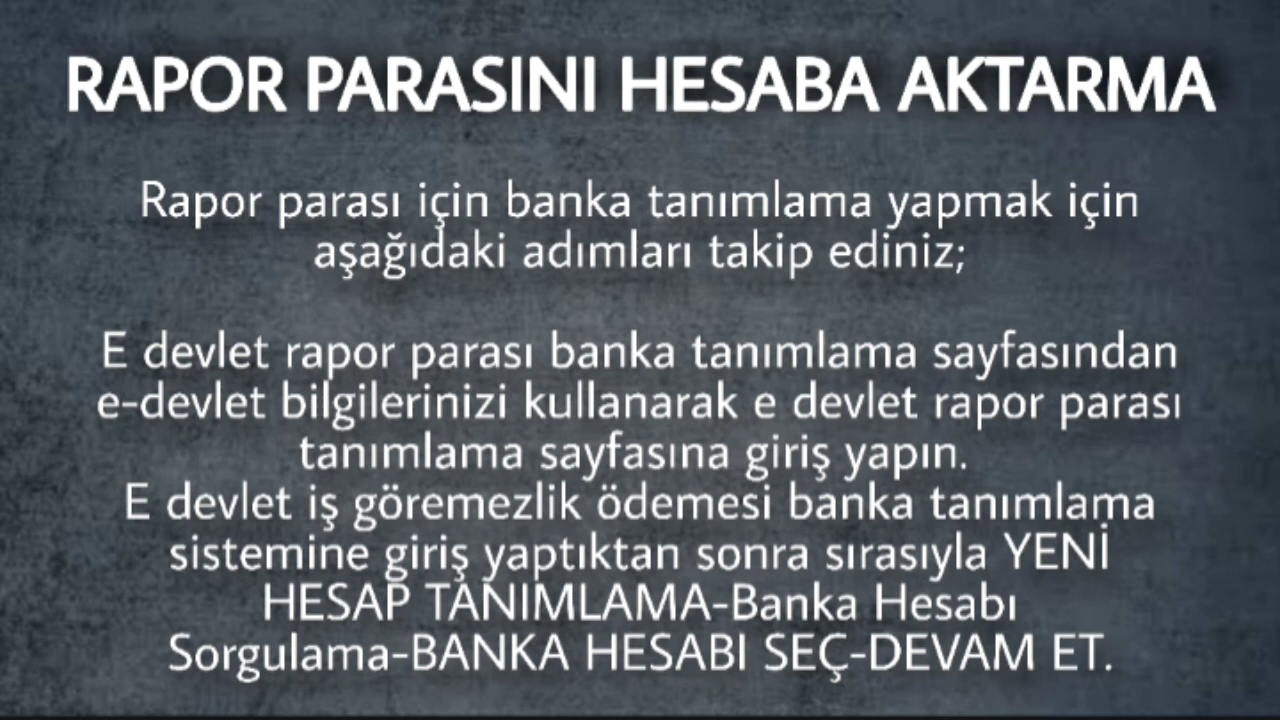 RAPOR PARASINI HESABA AKTARMA
Rapor parası için banka tanımlama yapmak için
aşağıdaki adımları takip ediniz;
E devlet rapor parası banka tanımlama sayfasından
e-devlet bilgilerinizi kullanarak e devlet rapor parası
tanımlama sayfasına giriş yapın.
E devlet iş göremezlik ödemesi banka tanımlama
sistemine giriş yaptıktan sonra sırasıyla YENİ
HESAP TANIMLAMA-Banka Hesabı
Sorgulama-BANKA HESABI SEÇ-DEVAM ET.